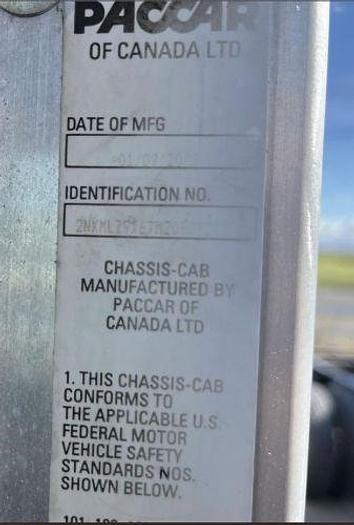 PACCAR
OF CANADA LTD
DATE OF MFG
IDENTIFICATION NO.
CHASSIS-CAB
MANUFACTURED BY
PACCAR OF
CANADA LTD
1. THIS CHASSIS-CAB
CONFORMS TO
THE APPLICABLE U.S.
FEDERAL MOTOR
VEHICLE SAFETY
STANDARDS NOS.
SHOWN BELOW.